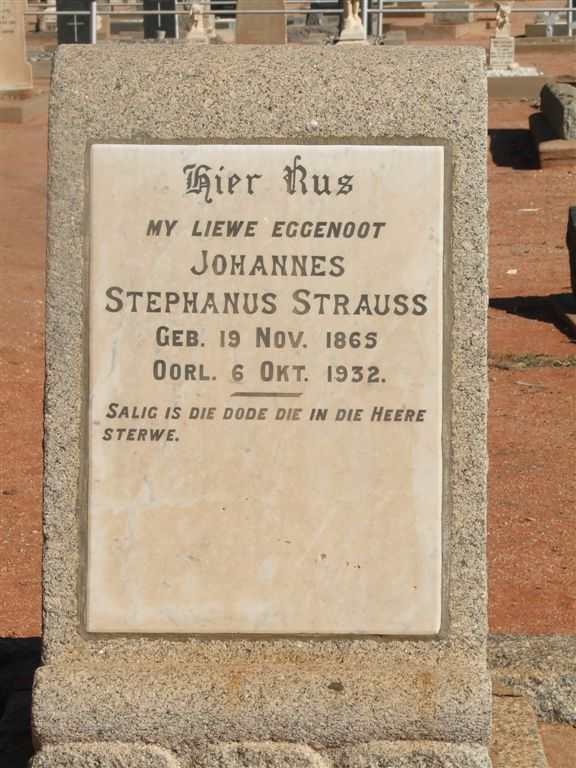 Hier Rus
MY LIEWE EGGENOOT
JOHANNES
STEPHANUS STRAUSS
GEB. 19 NOV. 1865
OORL. 6 OKT. 1932.
SALIG IS DIE DODE DIE IN DIE HEERE
STERWE.